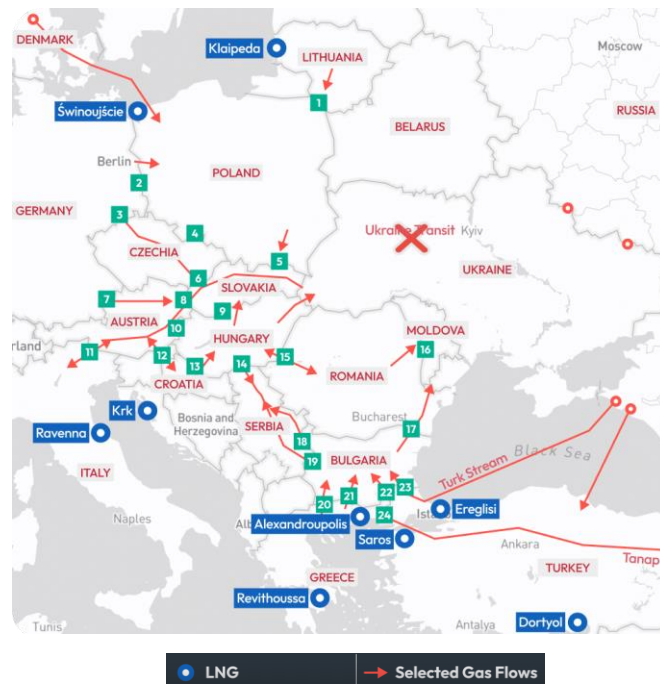 DENMARK
Klaipeda
LITHUANIA
Moscow
1
RUSSIA
Świnoujście
BELARUS
Berlin
POLAND
2
GERMANY
3
4
Ukraine Transit
Kyiv
CZECHIA
5
UKRAINE
6
SLOVAKIA
7
8
9
AUSTRIA
10
MOLDOVA
HUNGARY
erland
11
12
13
14
15
16
CROATIA
ROMANIA
Krk
Bosnia and
Herzegovina
Bucharest
17
SERBIA
18
Ravenna
19
BULGARIA
Black Sea
Turk Stream
ITALY
20
21
22
23
Alb
Alexandroupolis
24
Ist
Ereglisi
Naples
Saros
Ankara
Tanap
GREECE
TURKEY
Revithoussa
Tunis
Antalya
Dortyol
LNG
Selected Gas Flows